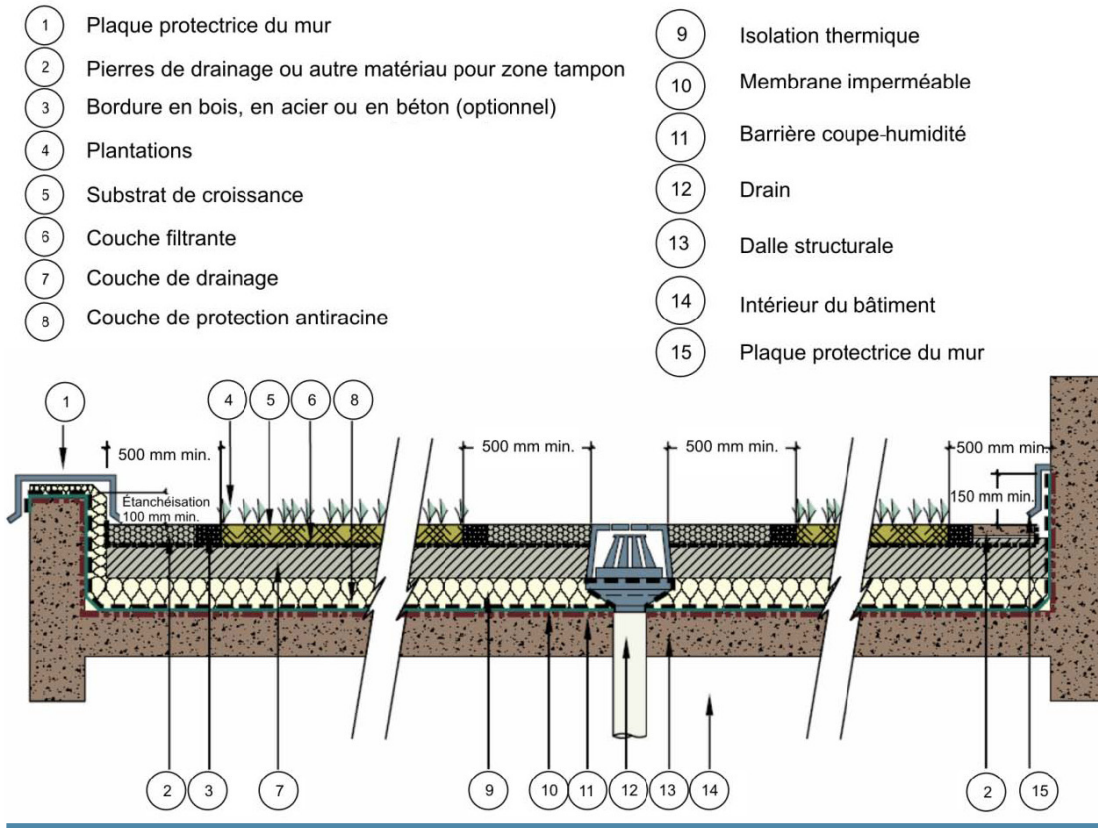 1 Plaque protectrice du mur
2 Pierres de drainage ou autre matériau pour zone tampon
3 Bordure en bois, en acier ou en béton (optionnel)
4 Plantations
5 Substrat de croissance
6 Couche filtrante
7 Couche de drainage
8 Couche de protection antiracine
9 Isolation thermique
10 Membrane imperméable
11 Barrière coupe-humidité
12 Drain
13 Dalle structurale
14 Intérieur du bâtiment
15 Plaque protectrice du mur
1 4 5 6 8
500 mm min. 500 mm min. 500 mm min. 500 mm min.
Étanchéisation
100 mm min.
150 mm min.
2 3 7 9 10 11 12 13 14 2 15